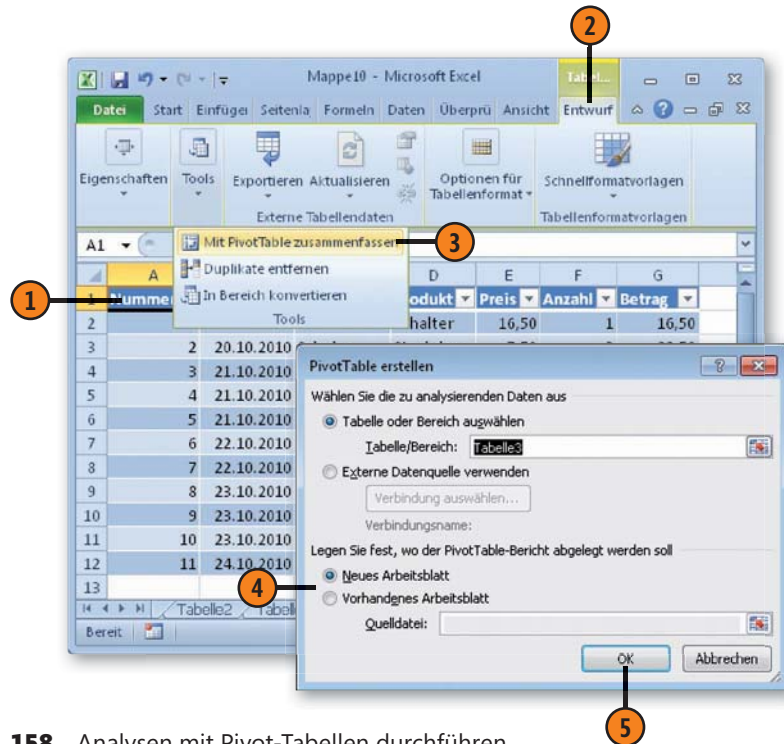 2
Mappe10 - Microsoft Excel
Tabel...
Datei Start Einfügen Seitenla Formeln Daten Überprü Ansicht Entwurf
Eigenschaften Tools Exportieren Aktualisieren Optionen für Tabellenformat Schnellformatvorlagen
Externe Tabellendaten Tabellenformatvorlagen
A1 Mit PivotTable zusammenfassen 3
Duplikate entfernen
In Bereich konvertieren
Tools
A D E F G
1 1 Nummer Preis Anzahl Betrag
2 16,50 1 16,50
3 2 20.10.2010
4 3 21.10.2010
5 4 21.10.2010
6 5 21.10.2010
7 6 22.10.2010
8 7 22.10.2010
9 8 23.10.2010
10 9 23.10.2010
11 10 23.10.2010
12 11 24.10.2010
13
Tabelle2
Bereit
PivotTable erstellen
Wählen Sie die zu analysierenden Daten aus
Tabelle oder Bereich auswählen
Tabelle/Bereich: Tabelle3
Externe Datenquelle verwenden
Verbindung auswählen...
Verbindungsname:
Legen Sie fest, wo der PivotTable-Bericht abgelegt werden soll
4 Neues Arbeitsblatt
Vorhandenes Arbeitsblatt
Quelldatei:
OK Abbrechen
5
158 Analysen mit Pivot-Tabellen durchführen